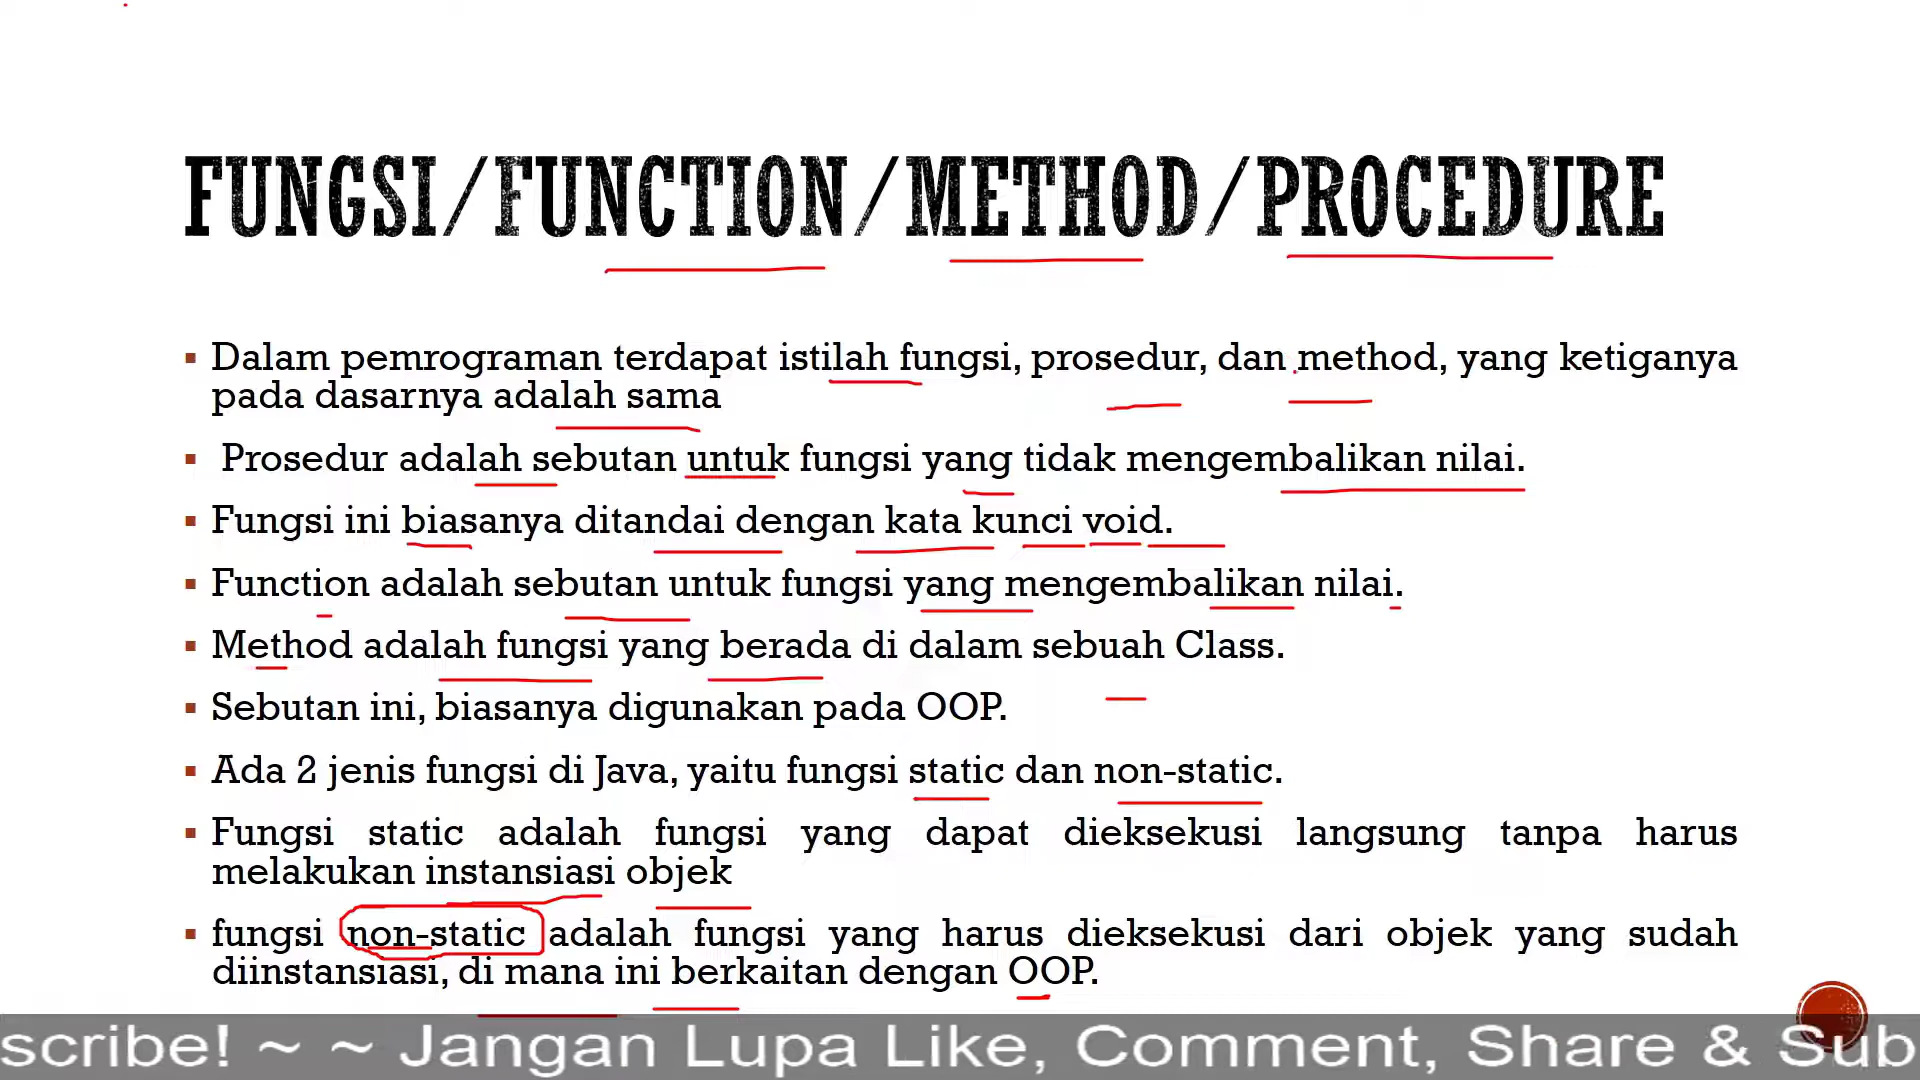 FUNGSI/FUNCTION/METHOD/PROCEDURE
▪ Dalam pemrograman terdapat istilah fungsi, prosedur, dan method, yang ketiganya
pada dasarnya adalah sama
▪ Prosedur adalah sebutan untuk fungsi yang tidak mengembalikan nilai.
▪ Fungsi ini biasanya ditandai dengan kata kunci void.
▪ Function adalah sebutan untuk fungsi yang mengembalikan nilai.
▪ Method adalah fungsi yang berada di dalam sebuah Class.
▪ Sebutan ini, biasanya digunakan pada OOP.
▪ Ada 2 jenis fungsi di Java, yaitu fungsi static dan non-static.
▪ Fungsi static adalah fungsi yang dapat dieksekusi langsung tanpa harus
melakukan instansiasi objek
▪ fungsi non-static adalah fungsi yang harus dieksekusi dari objek yang sudah
diinstansiasi, di mana ini berkaitan dengan OOP.
scribe! ~ ~ Jangan Lupa Like, Comment, Share & Sub